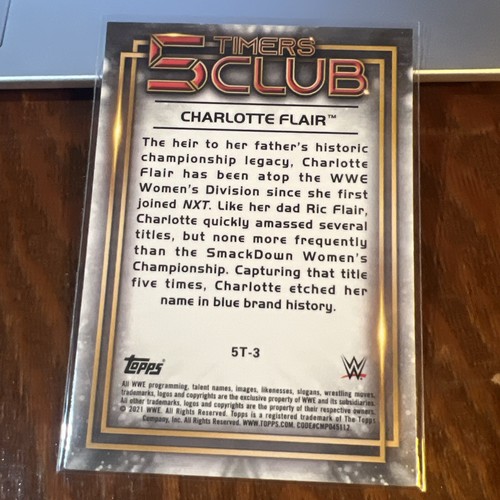 TIMERS
5 CLUB
CHARLOTTE FLAIR™
The heir to her father's historic
championship legacy, Charlotte
Flair has been atop the WWE
Women's Division since she first
joined NXT. Like her dad Ric Flair,
Charlotte quickly amassed several
titles, but none more frequently
than the SmackDown Women's
Championship. Capturing that title
five times, Charlotte etched her
name in blue brand history.
5T-3
topps
W
All WWE programming, talent names, images, likenesses, slogans, wrestling moves,
trademarks, logos and copyrights are the exclusive property of WWE and its subsidiaries.
All other trademarks, logos and copyrights are the property of their respective owners.
© 2021 WWE. All Rights Reserved. Topps is a registered trademark of The Topps
Company, Inc. All Rights Reserved. WWW.TOPPS.COM. CODE#CMP045112